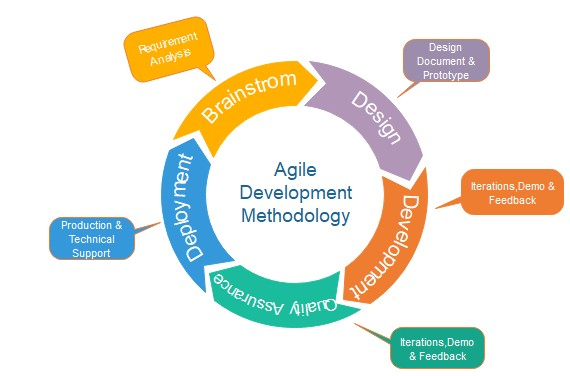 Requirement
Analysis
Brainstrom
Design
Document &
Prototype
Design
Agile
Development
Methodology
Iterations,Demo &
Feedback
Development
Production &
Technical
Support
Deployment
Quality Assurance
Iterations,Demo
& Feedback